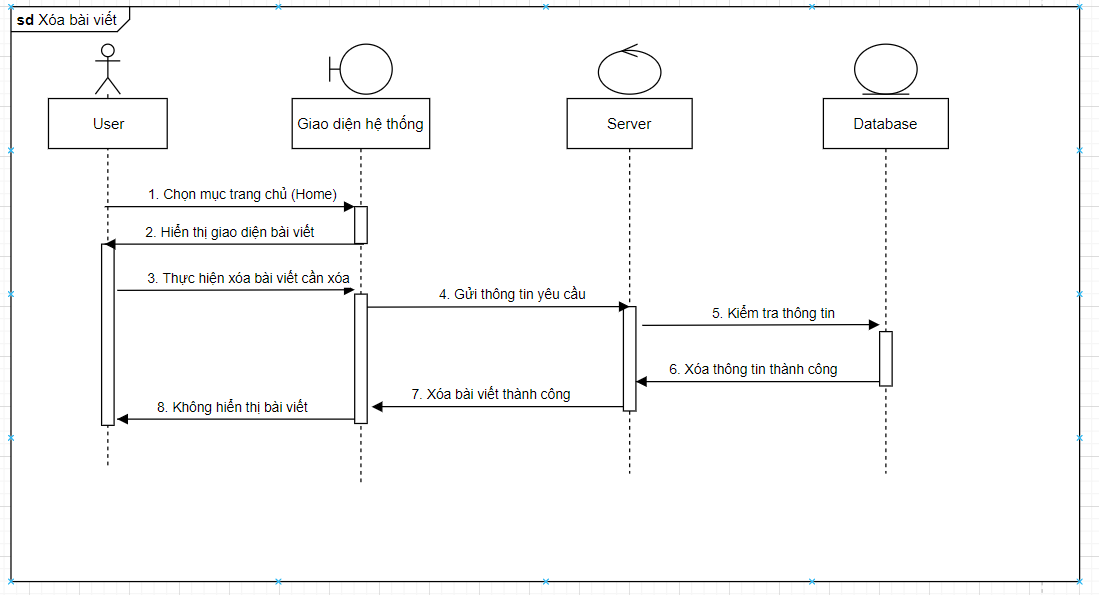 sd Xóa bài viết
User
Giao diện hệ thống
Server
Database
1. Chọn mục trang chủ (Home)
2. Hiển thị giao diện bài viết
3. Thực hiện xóa bài viết cần xóa
4. Gửi thông tin yêu cầu
5. Kiểm tra thông tin
6. Xóa thông tin thành công
7. Xóa bài viết thành công
8. Không hiển thị bài viết